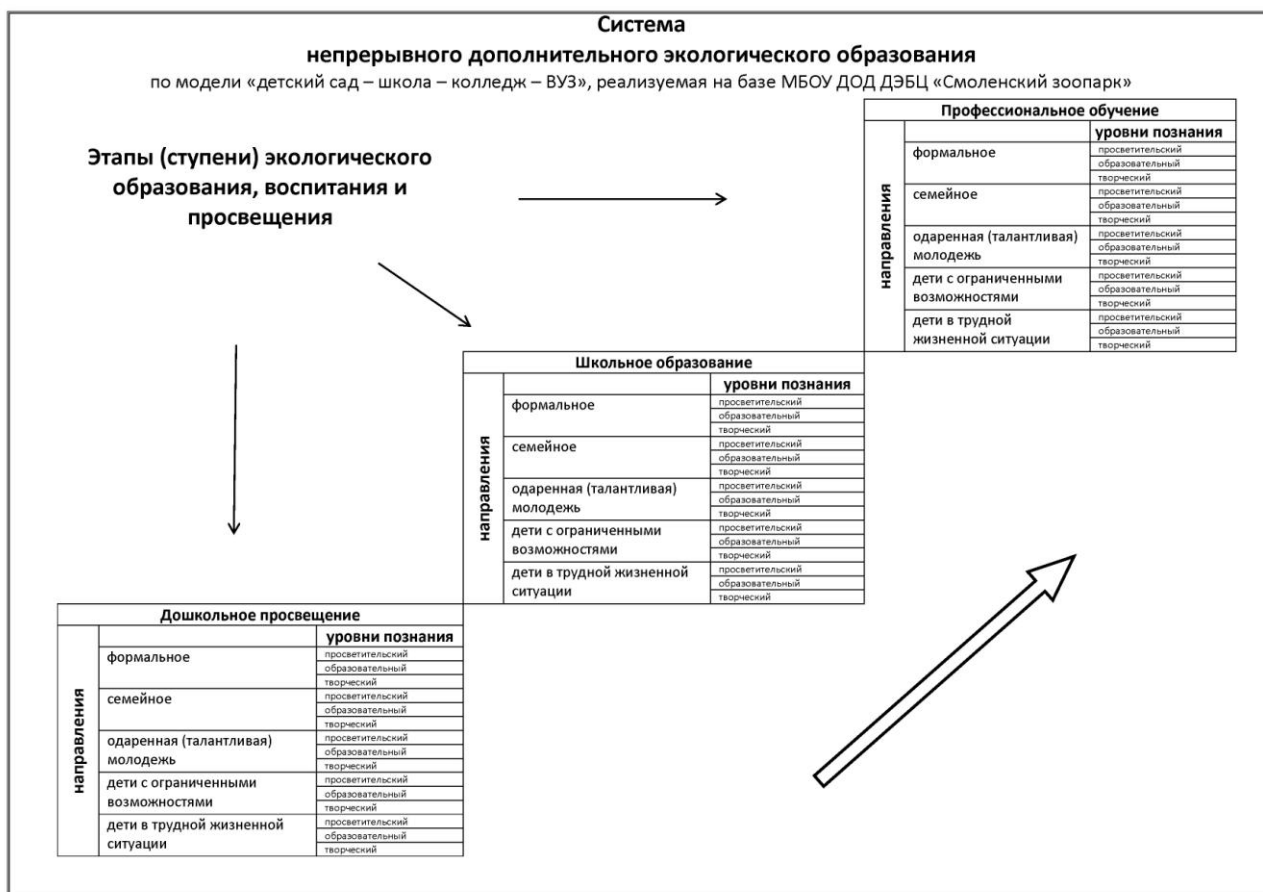 Система
непрерывного дополнительного экологического образования
по модели «детский сад – школа – колледж – ВУЗ», реализуемая на базе МБОУ ДОД ДЭБЦ «Смоленский зоопарк»
Этапы (ступени) экологического
образования, воспитания и
просвещения
Профессиональное обучение
направления
уровни познания
формальное
просветительский
образовательный
творческий
семейное
просветительский
образовательный
творческий
одаренная (талантливая)
молодежь
просветительский
образовательный
творческий
дети с ограниченными
возможностями
просветительский
образовательный
творческий
дети в трудной
жизненной ситуации
просветительский
образовательный
творческий
Школьное образование
направления
уровни познания
формальное
просветительский
образовательный
творческий
семейное
просветительский
образовательный
творческий
одаренная (талантливая)
молодежь
просветительский
образовательный
творческий
дети с ограниченными
возможностями
просветительский
образовательный
творческий
дети в трудной жизненной
ситуации
просветительский
образовательный
творческий
Дошкольное просвещение
направления
уровни познания
формальное
просветительский
образовательный
творческий
семейное
просветительский
образовательный
творческий
одаренная (талантливая)
молодежь
просветительский
образовательный
творческий
дети с ограниченными
возможностями
просветительский
образовательный
творческий
дети в трудной жизненной
ситуации
просветительский
образовательный
творческий